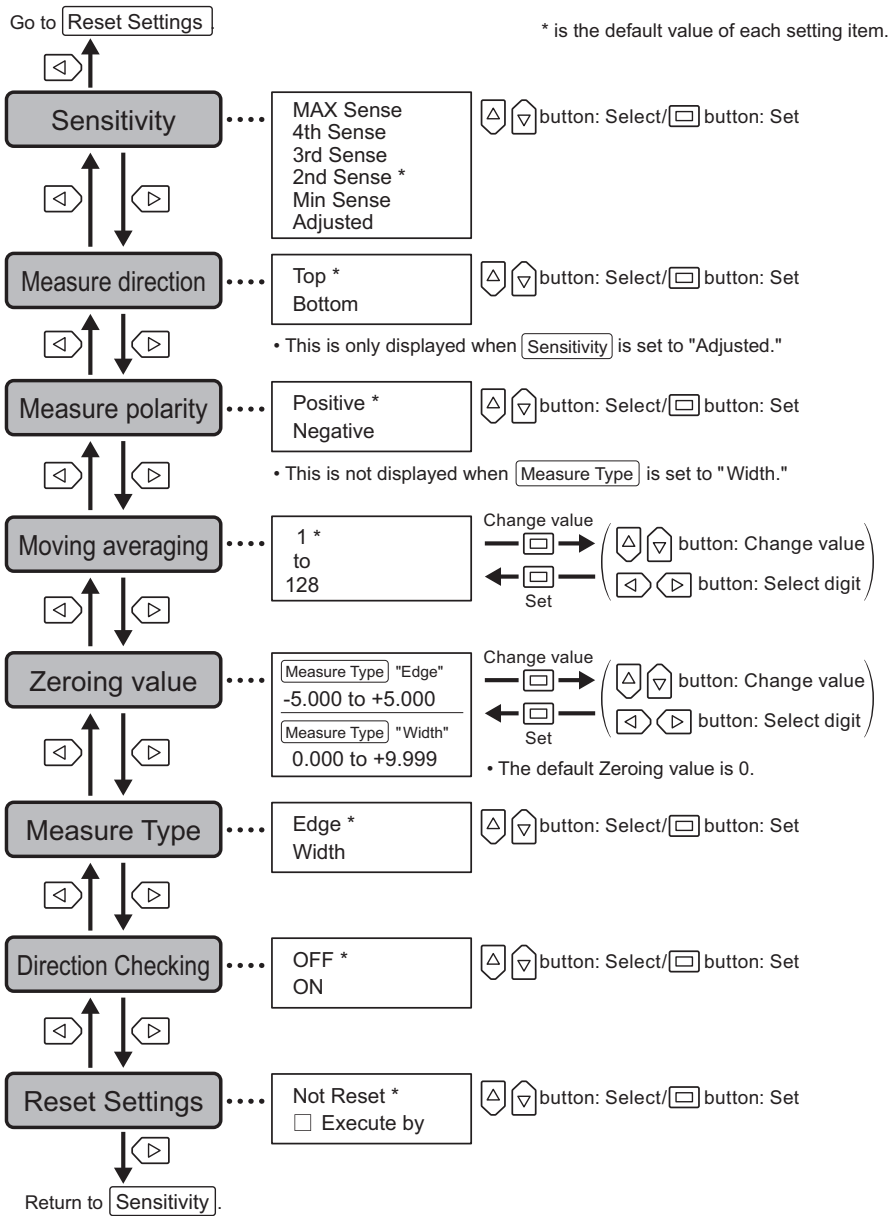 Go to Reset Settings.
* is the default value of each setting item.
Sensitivity
MAX Sense
4th Sense
3rd Sense
2nd Sense *
Min Sense
Adjusted
button: Select/ button: Set
Measure direction
Top *
Bottom
button: Select/ button: Set
• This is only displayed when Sensitivity is set to "Adjusted."
Measure polarity
Positive *
Negative
button: Select/ button: Set
• This is not displayed when Measure Type is set to "Width."
Moving averaging
1 *
to
128
Change value
Set
button: Change value
button: Select digit
Zeroing value
Measure Type "Edge"
-5.000 to +5.000
Measure Type "Width"
0.000 to +9.999
Change value
Set
button: Change value
button: Select digit
• The default Zeroing value is 0.
Measure Type
Edge *
Width
button: Select/ button: Set
Direction Checking
OFF *
ON
button: Select/ button: Set
Reset Settings
Not Reset *
□ Execute by
button: Select/ button: Set
Return to Sensitivity.